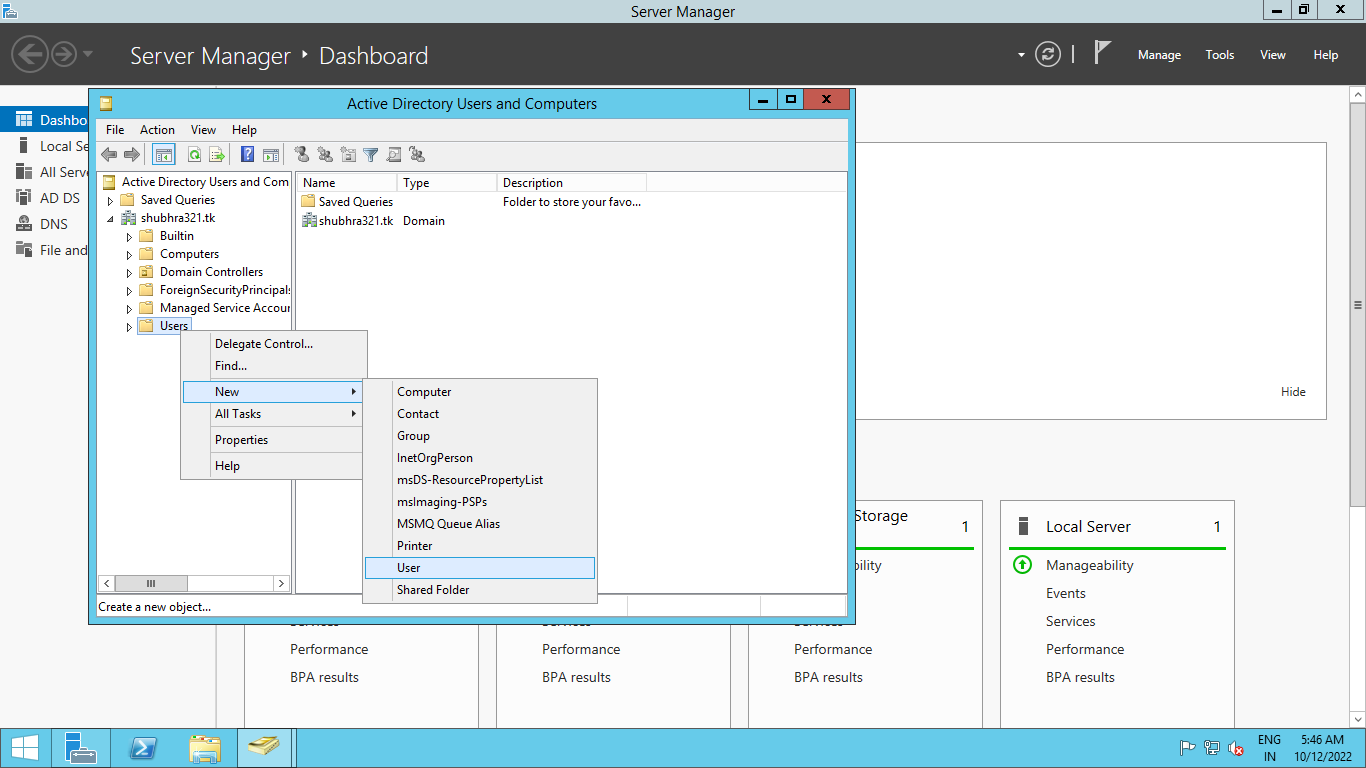 Server Manager
Server Manager ‣ Dashboard
Manage Tools View Help
Dashbo
Local Se
All Serve
AD DS
DNS
File and
Active Directory Users and Computers
File Action View Help
Active Directory Users and Com
Saved Queries
shubhra321.tk
Builtin
Computers
Domain Controllers
ForeignSecurityPrincipals
Managed Service Accour
Users
Name Type Description
Saved Queries Folder to store your favo...
shubhra321.tk Domain
Delegate Control...
Find...
New
All Tasks
Properties
Help
Computer
Contact
Group
InetOrgPerson
msDS-ResourcePropertyList
msImaging-PSPs
MSMQ Queue Alias
Printer
User
Shared Folder
Create a new object...
Hide
Performance
BPA results
Performance
BPA results
Storage 1
bility
Performance
BPA results
Local Server 1
Manageability
Events
Services
Performance
BPA results
ENG
IN
5:46 AM
10/12/2022